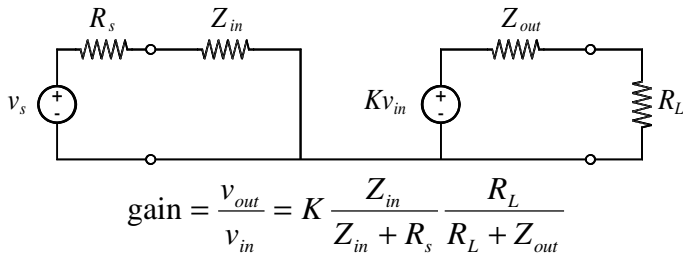 R_s Z_in Z_out
+ +
v_s Kv_in R_L
- -
gain = v_out / v_in = K Z_in / (Z_in + R_s) R_L / (R_L + Z_out)